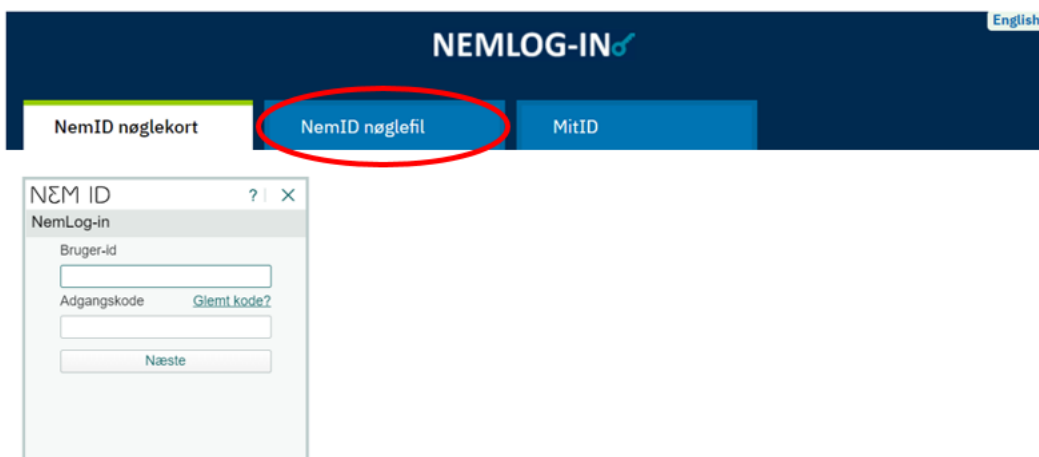 English
NEMLOG-IN
NemID nøglekort
NemID nøglefil
MitID
NEM ID
?
NemLog-in
Bruger-id
Adgangskode Glemt kode?
Næste